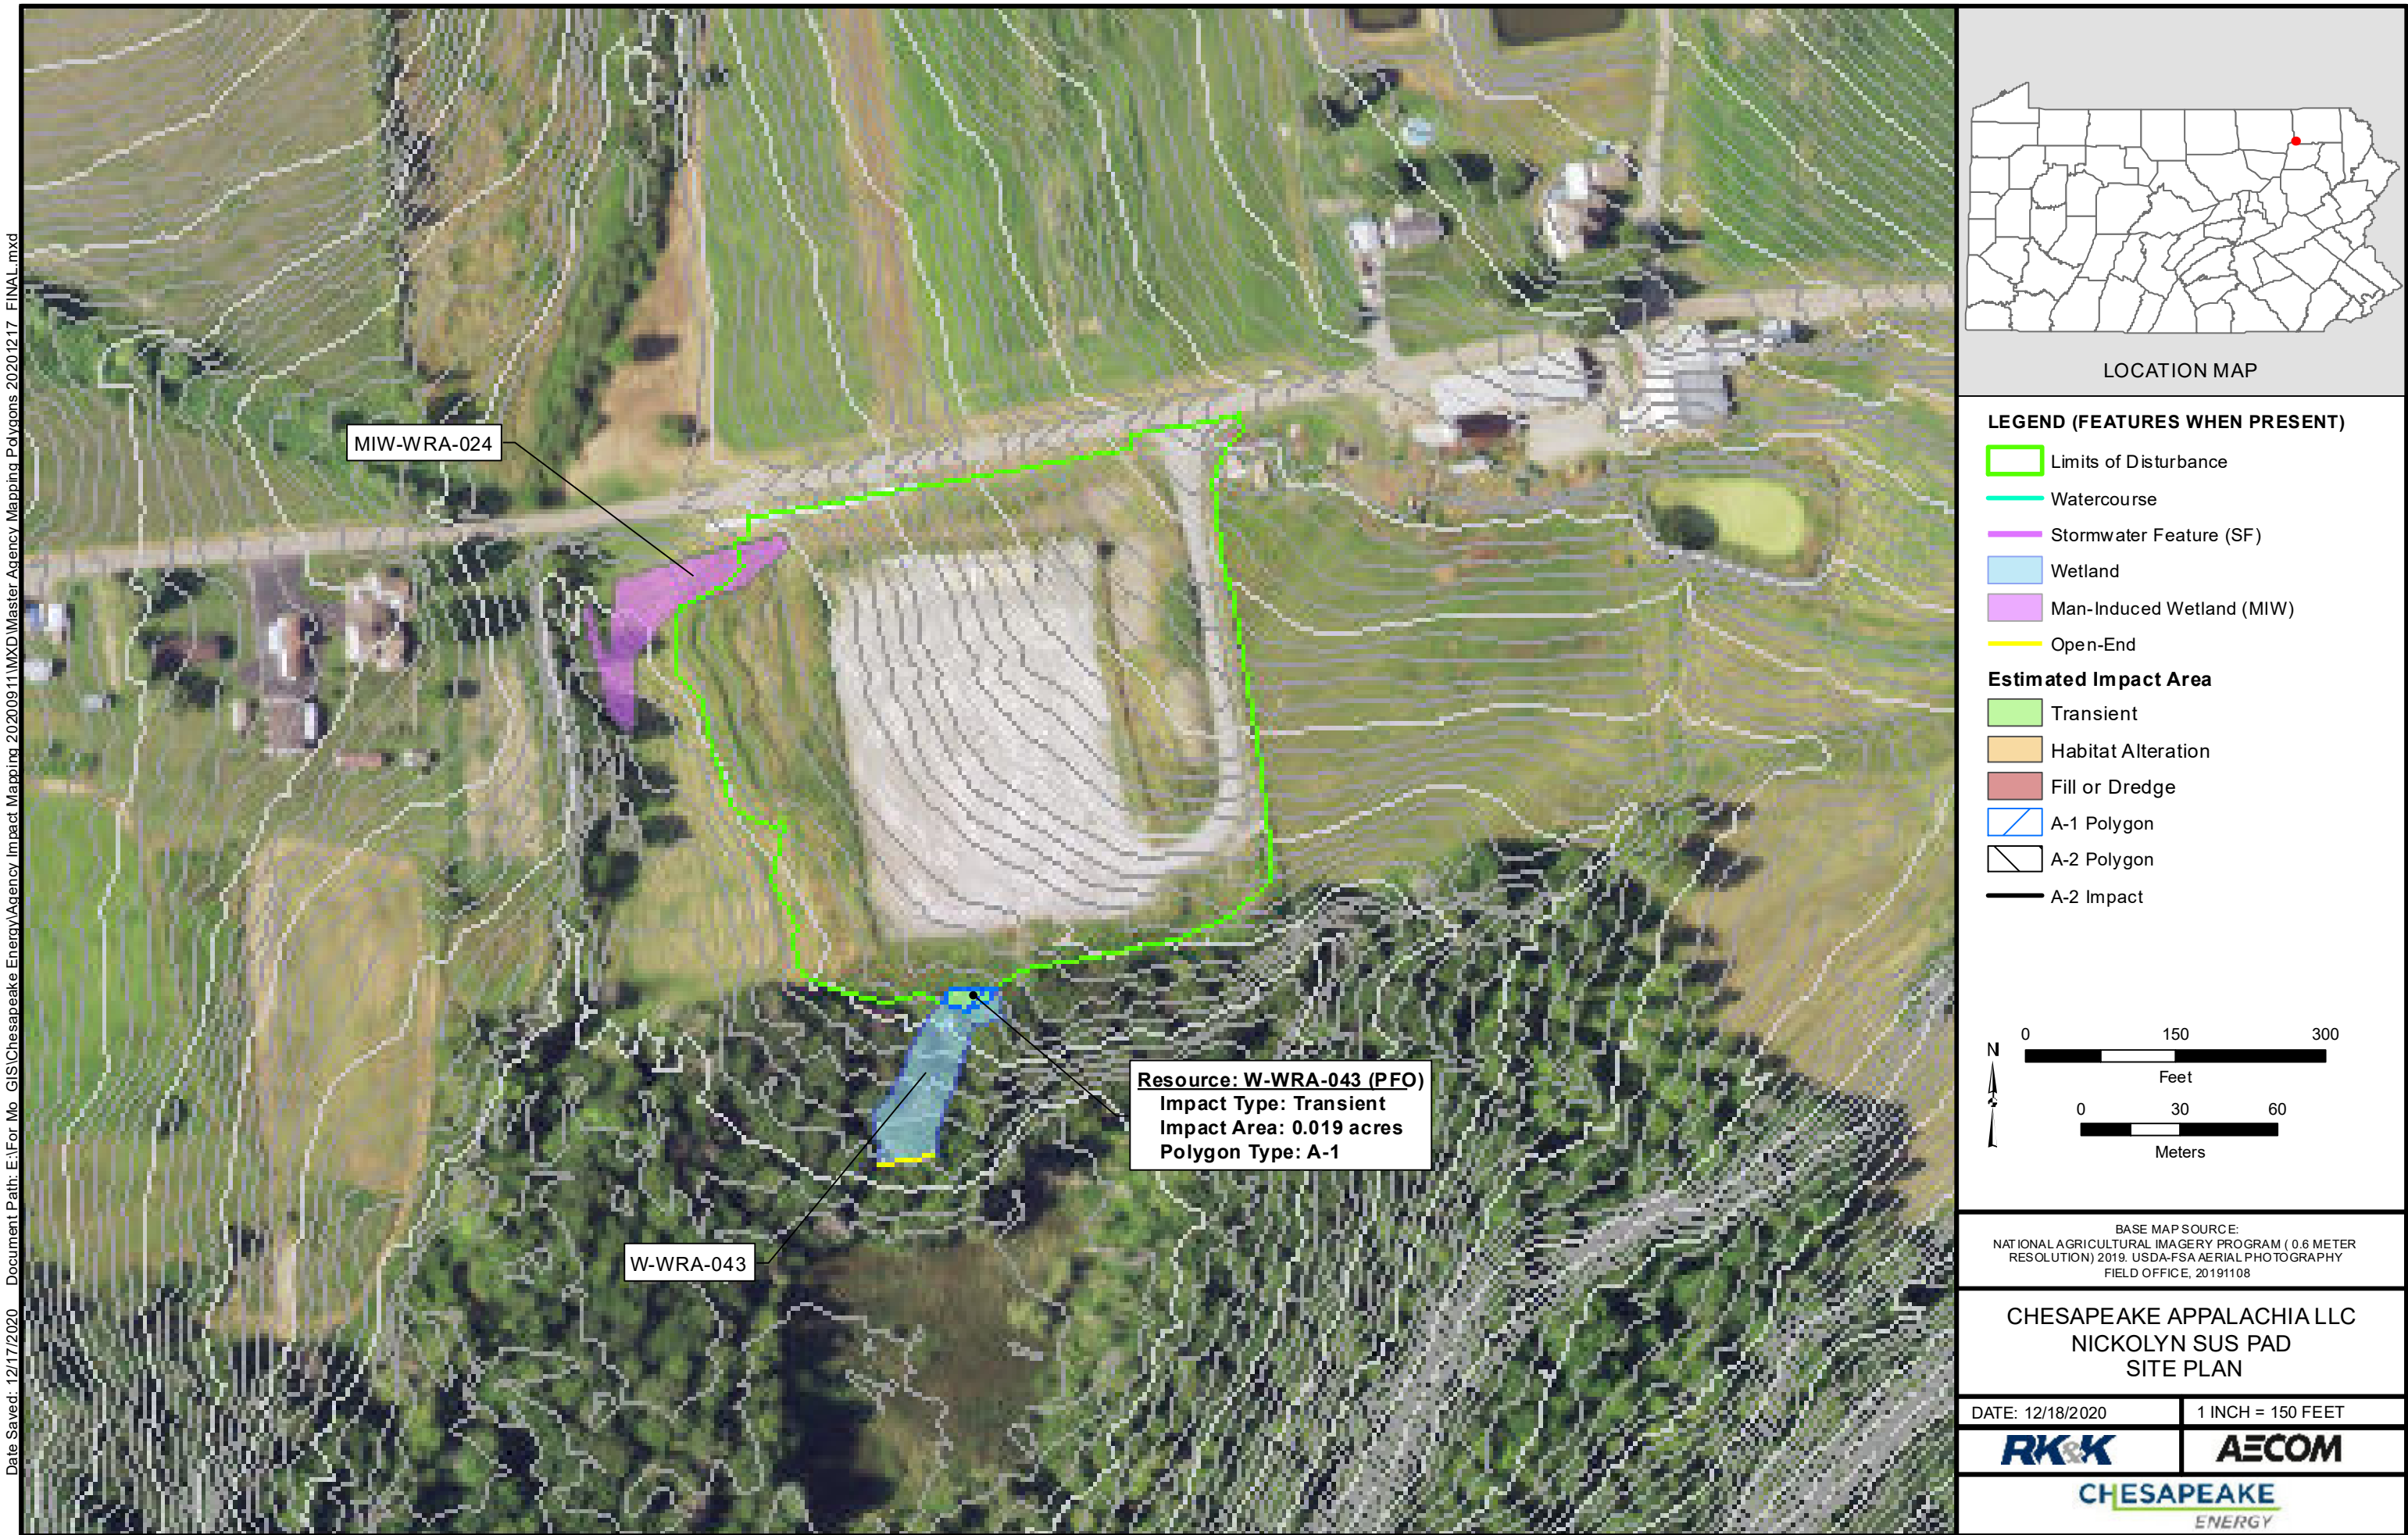 Date Saved: 12/17/2020 Document Path: E:\For Mo GIS\Chesapeake Energy\Agency Impact Mapping 20200911\MXD\Master Agency Mapping Polygons 20201217 FINAL.mxd
MIW-WRA-024
Resource: W-WRA-043 (PFO)
Impact Type: Transient
Impact Area: 0.019 acres
Polygon Type: A-1
W-WRA-043
LOCATION MAP
LEGEND (FEATURES WHEN PRESENT)
Limits of Disturbance
Watercourse
Stormwater Feature (SF)
Wetland
Man-Induced Wetland (MIW)
Open-End
Estimated Impact Area
Transient
Habitat Alteration
Fill or Dredge
A-1 Polygon
A-2 Polygon
A-2 Impact
N
0 150 300
Feet
0 30 60
Meters
BASE MAP SOURCE:
NATIONAL AGRICULTURAL IMAGERY PROGRAM ( 0.6 METER
RESOLUTION) 2019. USDA-FSA AERIAL PHOTOGRAPHY
FIELD OFFICE, 20191108
CHESAPEAKE APPALACHIA LLC
NICKOLYN SUS PAD
SITE PLAN
DATE: 12/18/2020
1 INCH = 150 FEET
RK&K
AECOM
CHESAPEAKE
ENERGY